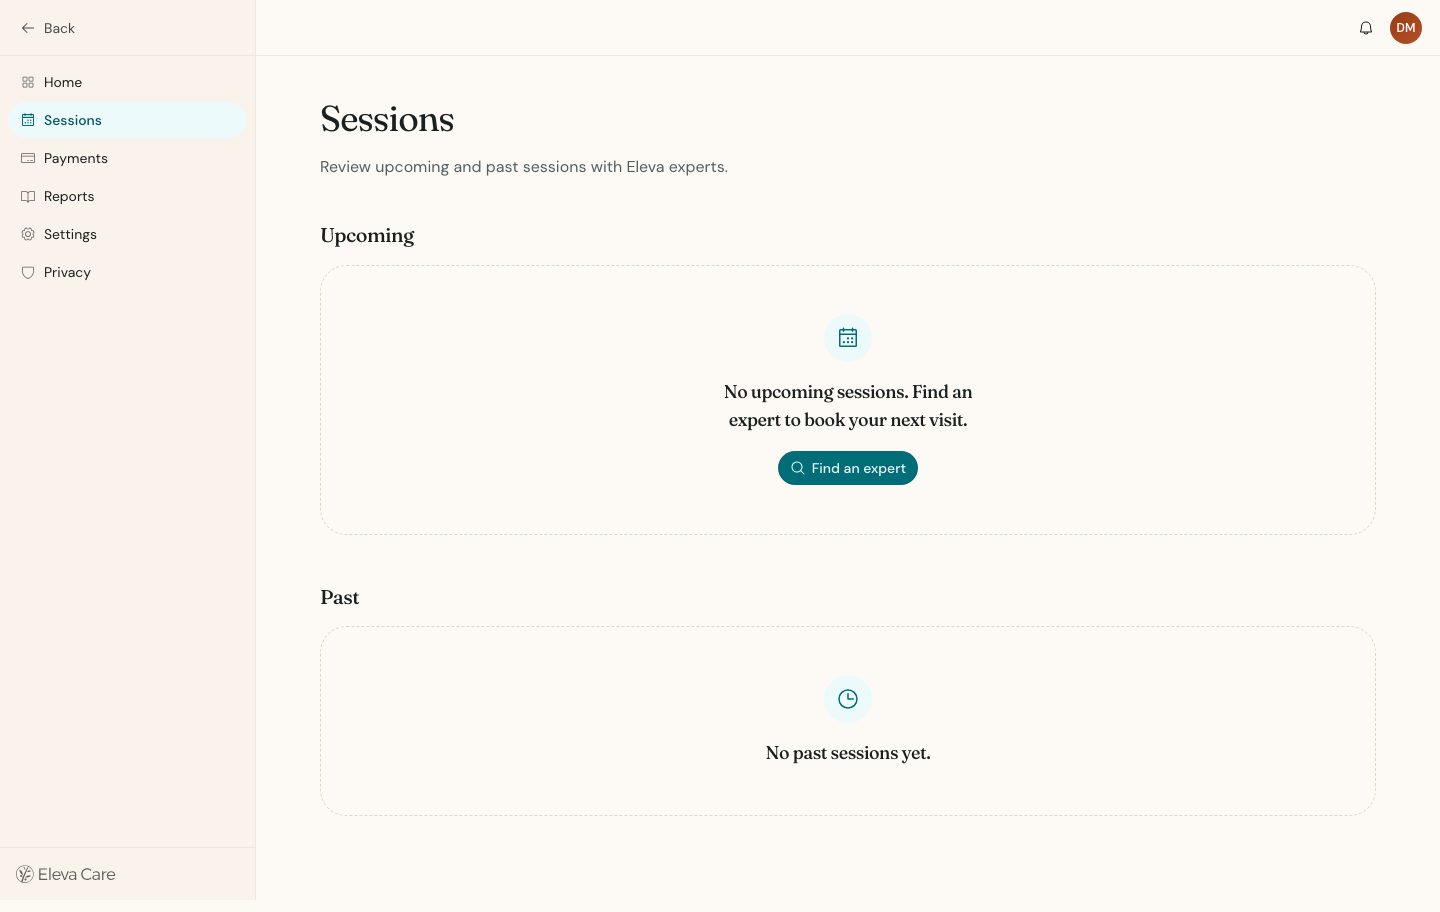 Back
DM
Home
Sessions
Payments
Reports
Settings
Privacy
Sessions
Review upcoming and past sessions with Eleva experts.
Upcoming
No upcoming sessions. Find an
expert to book your next visit.
Find an expert
Past
No past sessions yet.
Eleva Care